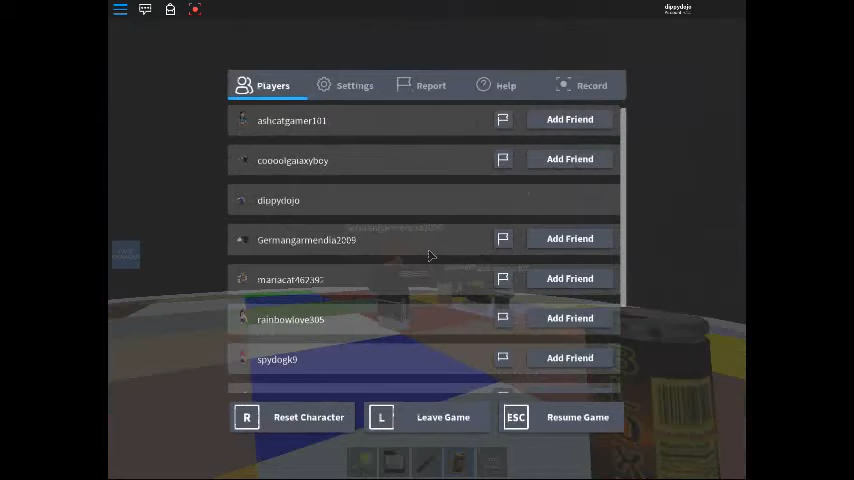 dippydojo
Players
Settings
Report
Help
Record
ashcatgamer101
Add Friend
coooolgalaxyboy
Add Friend
dippydojo
Germangarmendia2009
Add Friend
Add Friend
rainbowlove305
Add Friend
spydogk9
Add Friend
R Reset Character
L Leave Game
ESC Resume Game